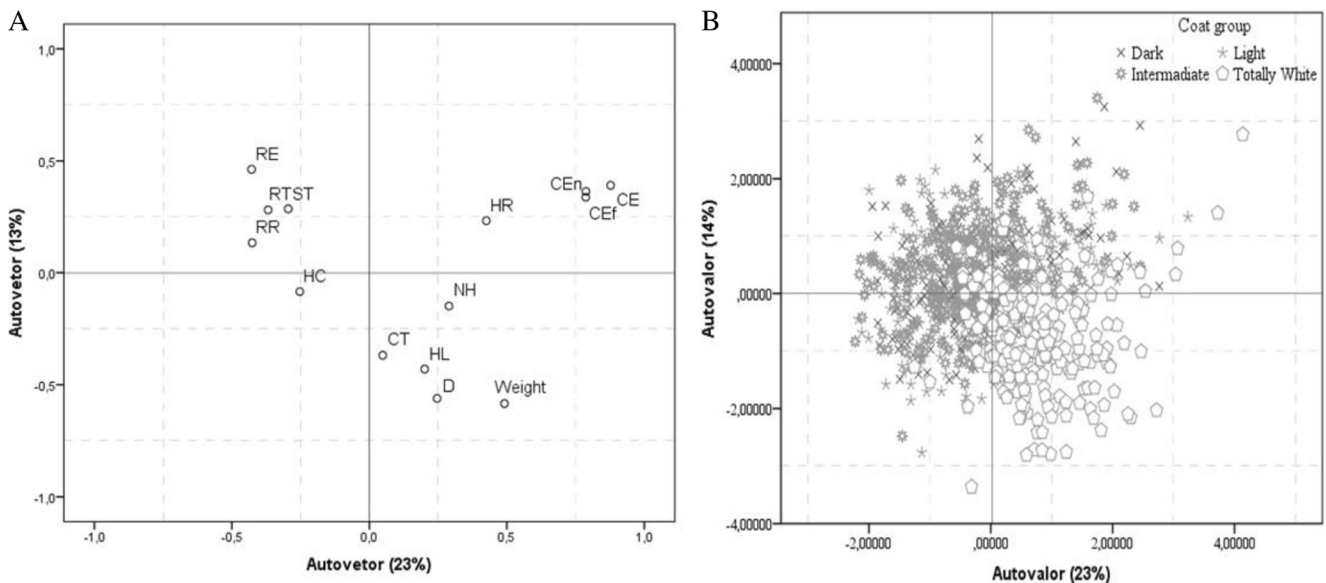 A
Autovetor (13%)
1,0
0,5
0,0
-0,5
-1,0
RE
RTST
RR
HC
HR
CEn
CE
CEf
NH
CT
HL
D
Weight
-1,0 -0,5 0,0 0,5 1,0
Autovetor (23%)
B
Coat group
Dark Light
Intermadiate Totally White
Autovalor (14%)
4,00000
2,00000
,00000
-2,00000
-4,00000
-2,00000 ,00000 2,00000 4,00000
Autovalor (23%)